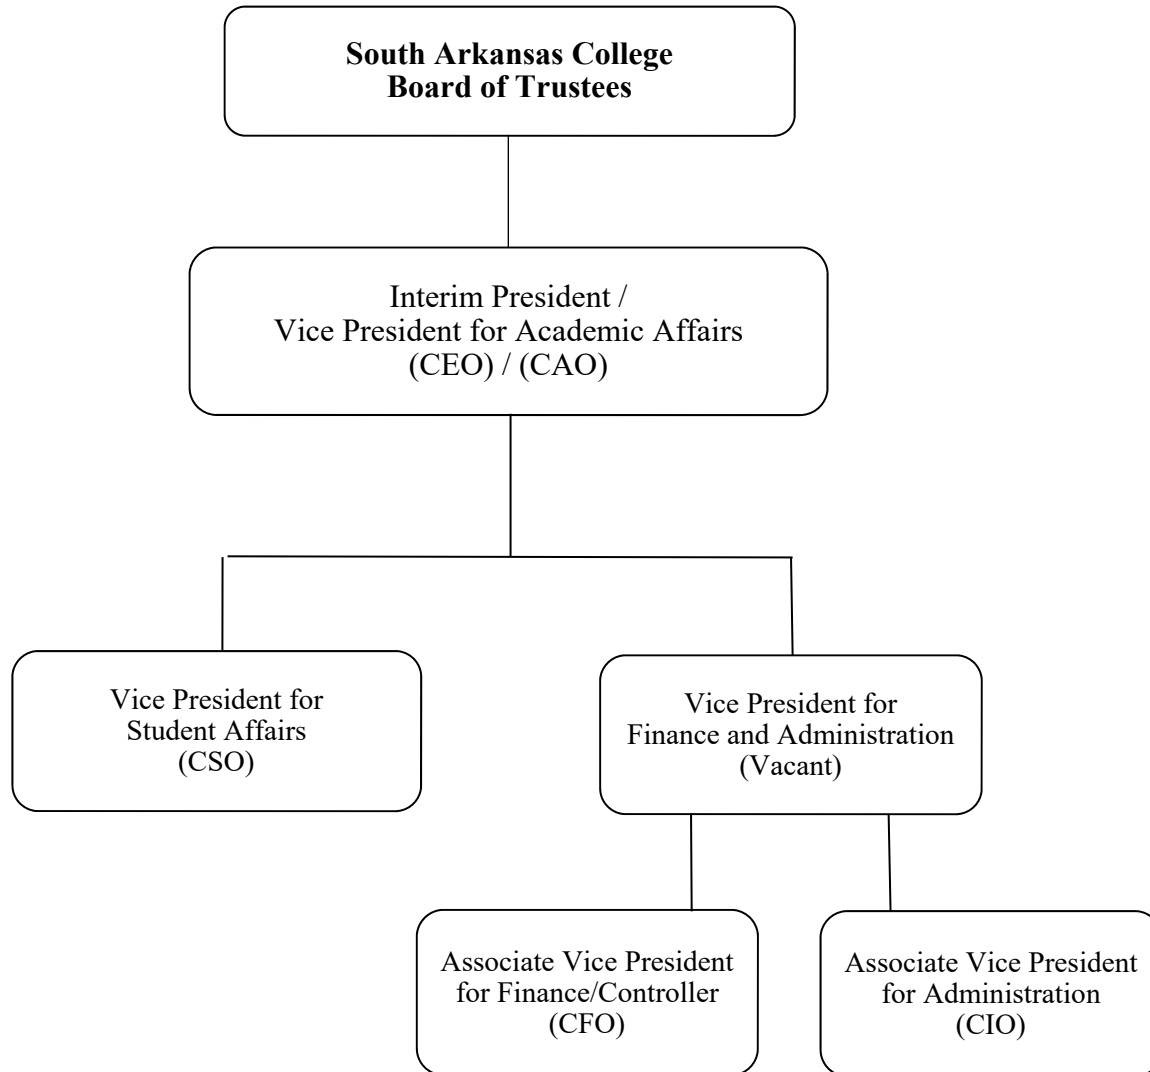 South Arkansas College
Board of Trustees
Interim President /
Vice President for Academic Affairs
(CEO) / (CAO)
Vice President for
Student Affairs
(CSO)
Vice President for
Finance and Administration
(Vacant)
Associate Vice President
for Finance/Controller
(CFO)
Associate Vice President
for Administration
(CIO)